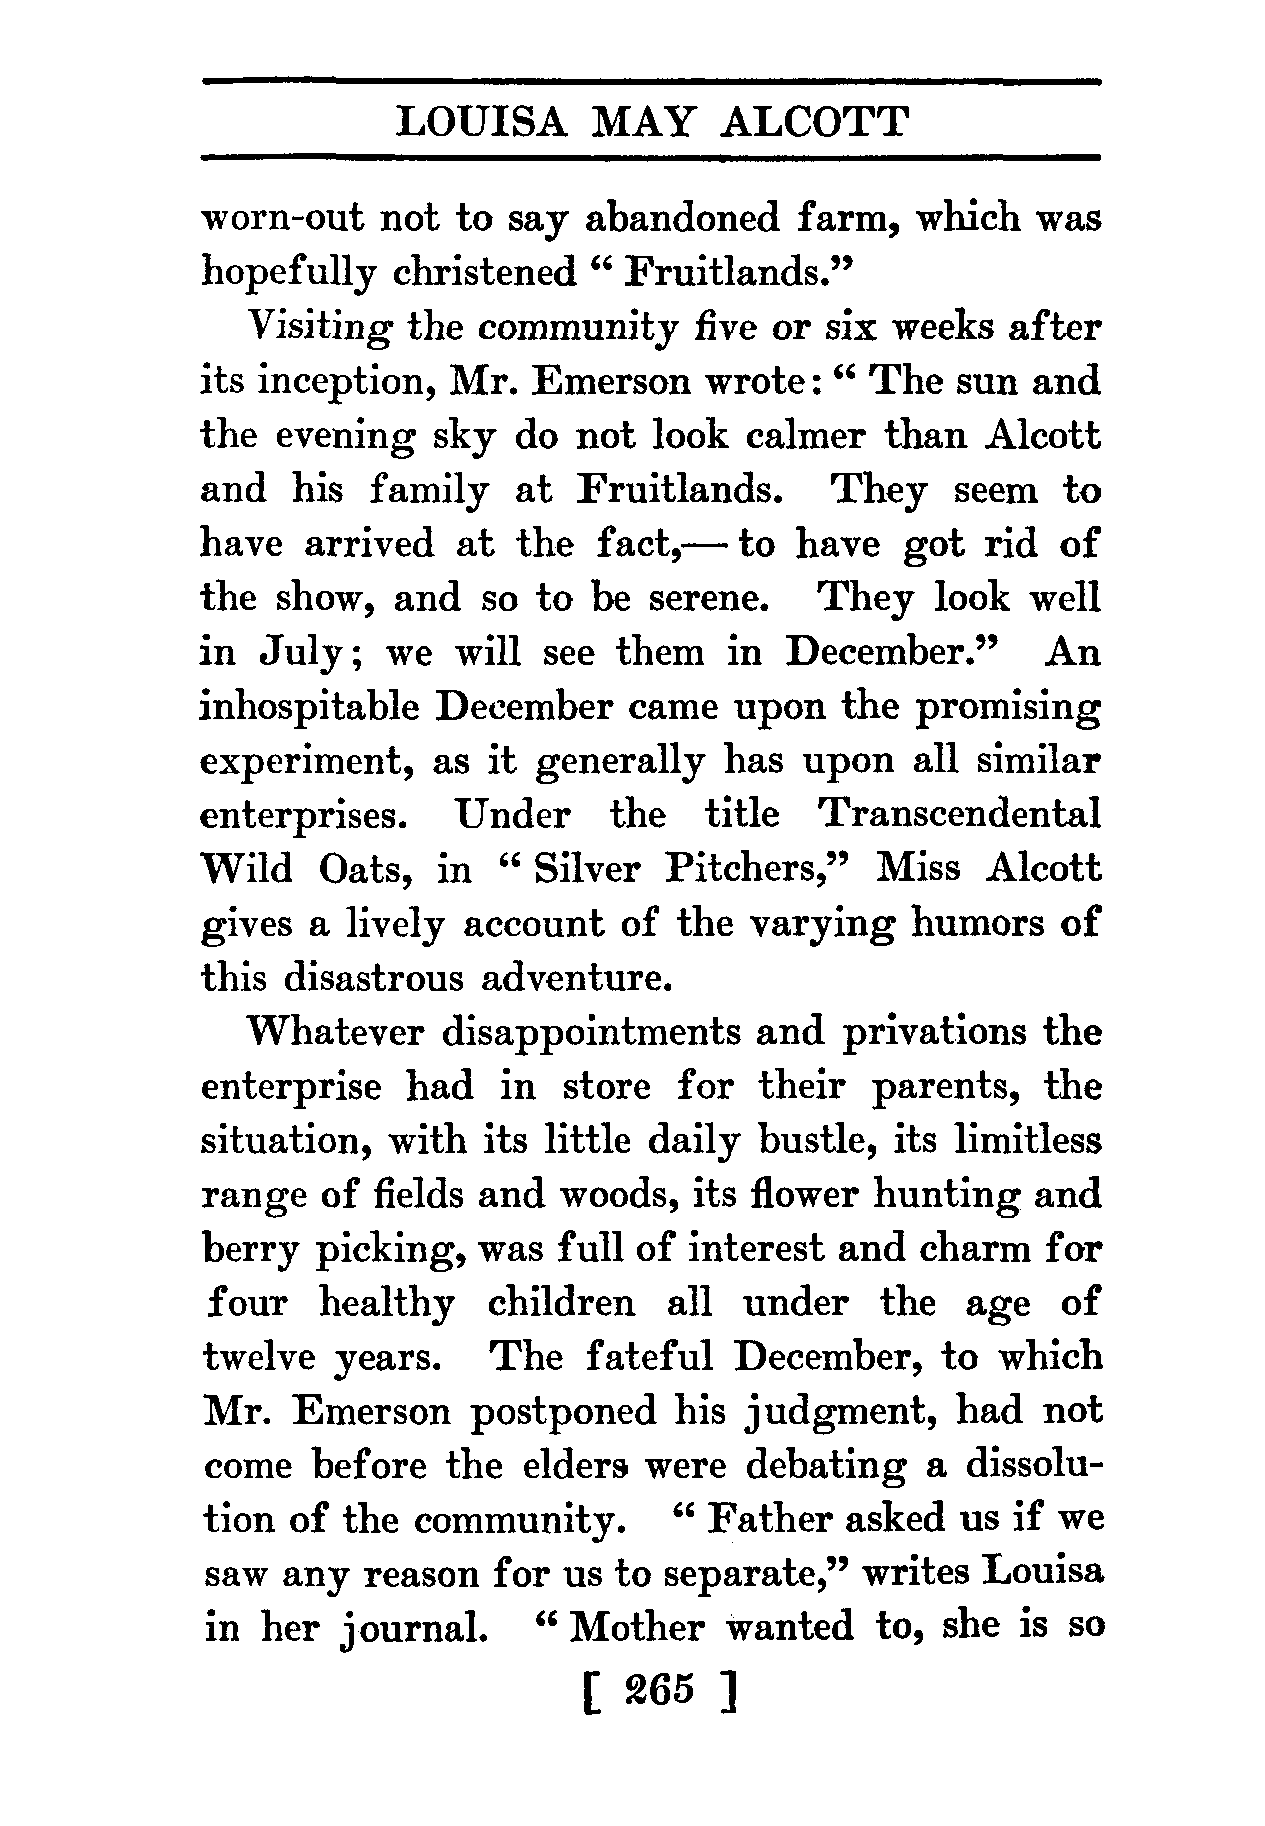 LOUISA MAY ALCOTT
worn-out not to say abandoned farm, which was
hopefully christened “ Fruitlands.”
Visiting the community five or six weeks after
its inception, Mr. Emerson wrote: “ The sun and
the evening sky do not look calmer than Alcott
and his family at Fruitlands. They seem to
have arrived at the fact,— to have got rid of
the show, and so to be serene. They look well
in July; we will see them in December.” An
inhospitable December came upon the promising
experiment, as it generally has upon all similar
enterprises. Under the title Transcendental
Wild Oats, in “ Silver Pitchers,” Miss Alcott
gives a lively account of the varying humors of
this disastrous adventure.
Whatever disappointments and privations the
enterprise had in store for their parents, the
situation, with its little daily bustle, its limitless
range of fields and woods, its flower hunting and
berry picking, was full of interest and charm for
four healthy children all under the age of
twelve years. The fateful December, to which
Mr. Emerson postponed his judgment, had not
come before the elders were debating a dissolu-
tion of the community. “ Father asked us if we
saw any reason for us to separate,” writes Louisa
in her journal. “ Mother wanted to, she is so
[ 265 ]